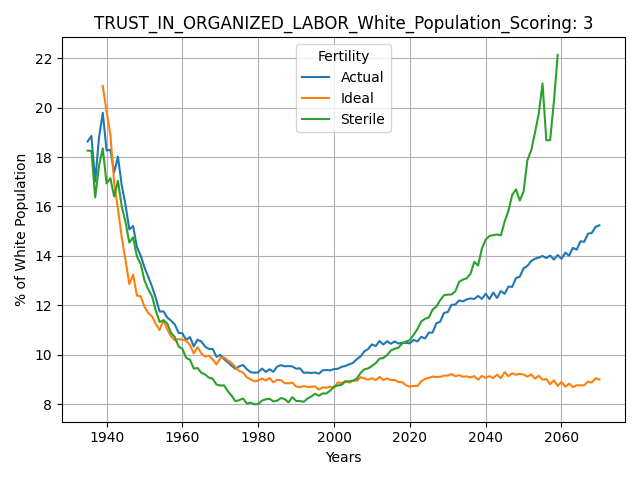 TRUST_IN_ORGANIZED_LABOR_White_Population_Scoring: 3
Fertility
Actual
Ideal
Sterile
% of White Population
22
20
18
16
14
12
10
8
1940 1960 1980 2000 2020 2040 2060
Years